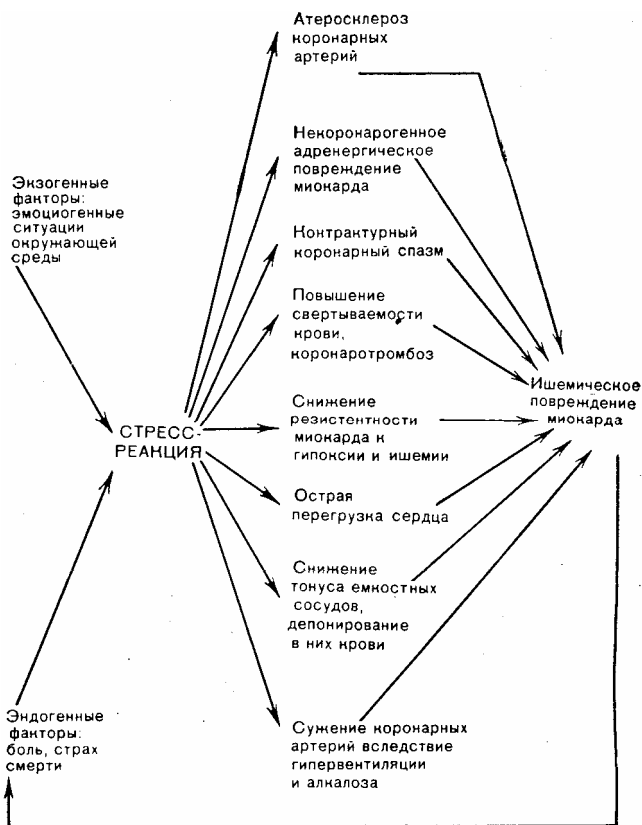 Атеросклероз
коронарных
артерий
Некоронарогенное
адренергическое
повреждение
миокарда
Экзогенные
факторы:
эмоциогенные
ситуации
окружающей
среды
Контрактурный
коронарный спазм
Повышение
свертываемости
крови,
коронаротромбоз
Ишемическое
повреждение
миокарда
Снижение
резистентности
миокарда к
гипоксии и ишемии
СТРЕСС-
РЕАКЦИЯ
Острая
перегрузка сердца
Снижение
тонуса емкостных
сосудов,
депонирование
в них крови
Эндогенные
факторы:
боль, страх
смерти
Сужение коронарных
артерий вследствие
гипервентиляции
и алкалоза